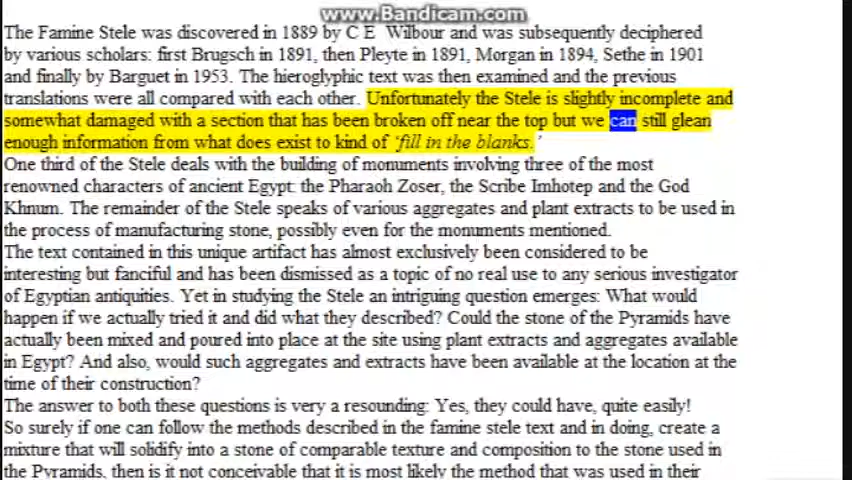 www.Bandicam.com
The Famine Stele was discovered in 1889 by C E Wilbour and was subsequently deciphered
by various scholars: first Brugsch in 1891, then Pleyte in 1891, Morgan in 1894, Sethe in 1901
and finally by Barguet in 1953. The hieroglyphic text was then examined and the previous
translations were all compared with each other. Unfortunately the Stele is slightly incomplete and
somewhat damaged with a section that has been broken off near the top but we can still glean
enough information from what does exist to kind of ‘fill in the blanks.’
One third of the Stele deals with the building of monuments involving three of the most
renowned characters of ancient Egypt: the Pharaoh Zoser, the Scribe Imhotep and the God
Khnum. The remainder of the Stele speaks of various aggregates and plant extracts to be used in
the process of manufacturing stone, possibly even for the monuments mentioned.
The text contained in this unique artifact has almost exclusively been considered to be
interesting but fanciful and has been dismissed as a topic of no real use to any serious investigator
of Egyptian antiquities. Yet in studying the Stele an intriguing question emerges: What would
happen if we actually tried it and did what they described? Could the stone of the Pyramids have
actually been mixed and poured into place at the site using plant extracts and aggregates available
in Egypt? And also, would such aggregates and extracts have been available at the location at the
time of their construction?
The answer to both these questions is very a resounding: Yes, they could have, quite easily!
So surely if one can follow the methods described in the famine stele text and in doing, create a
mixture that will solidify into a stone of comparable texture and composition to the stone used in
the Pyramids, then is it not conceivable that it is most likely the method that was used in their